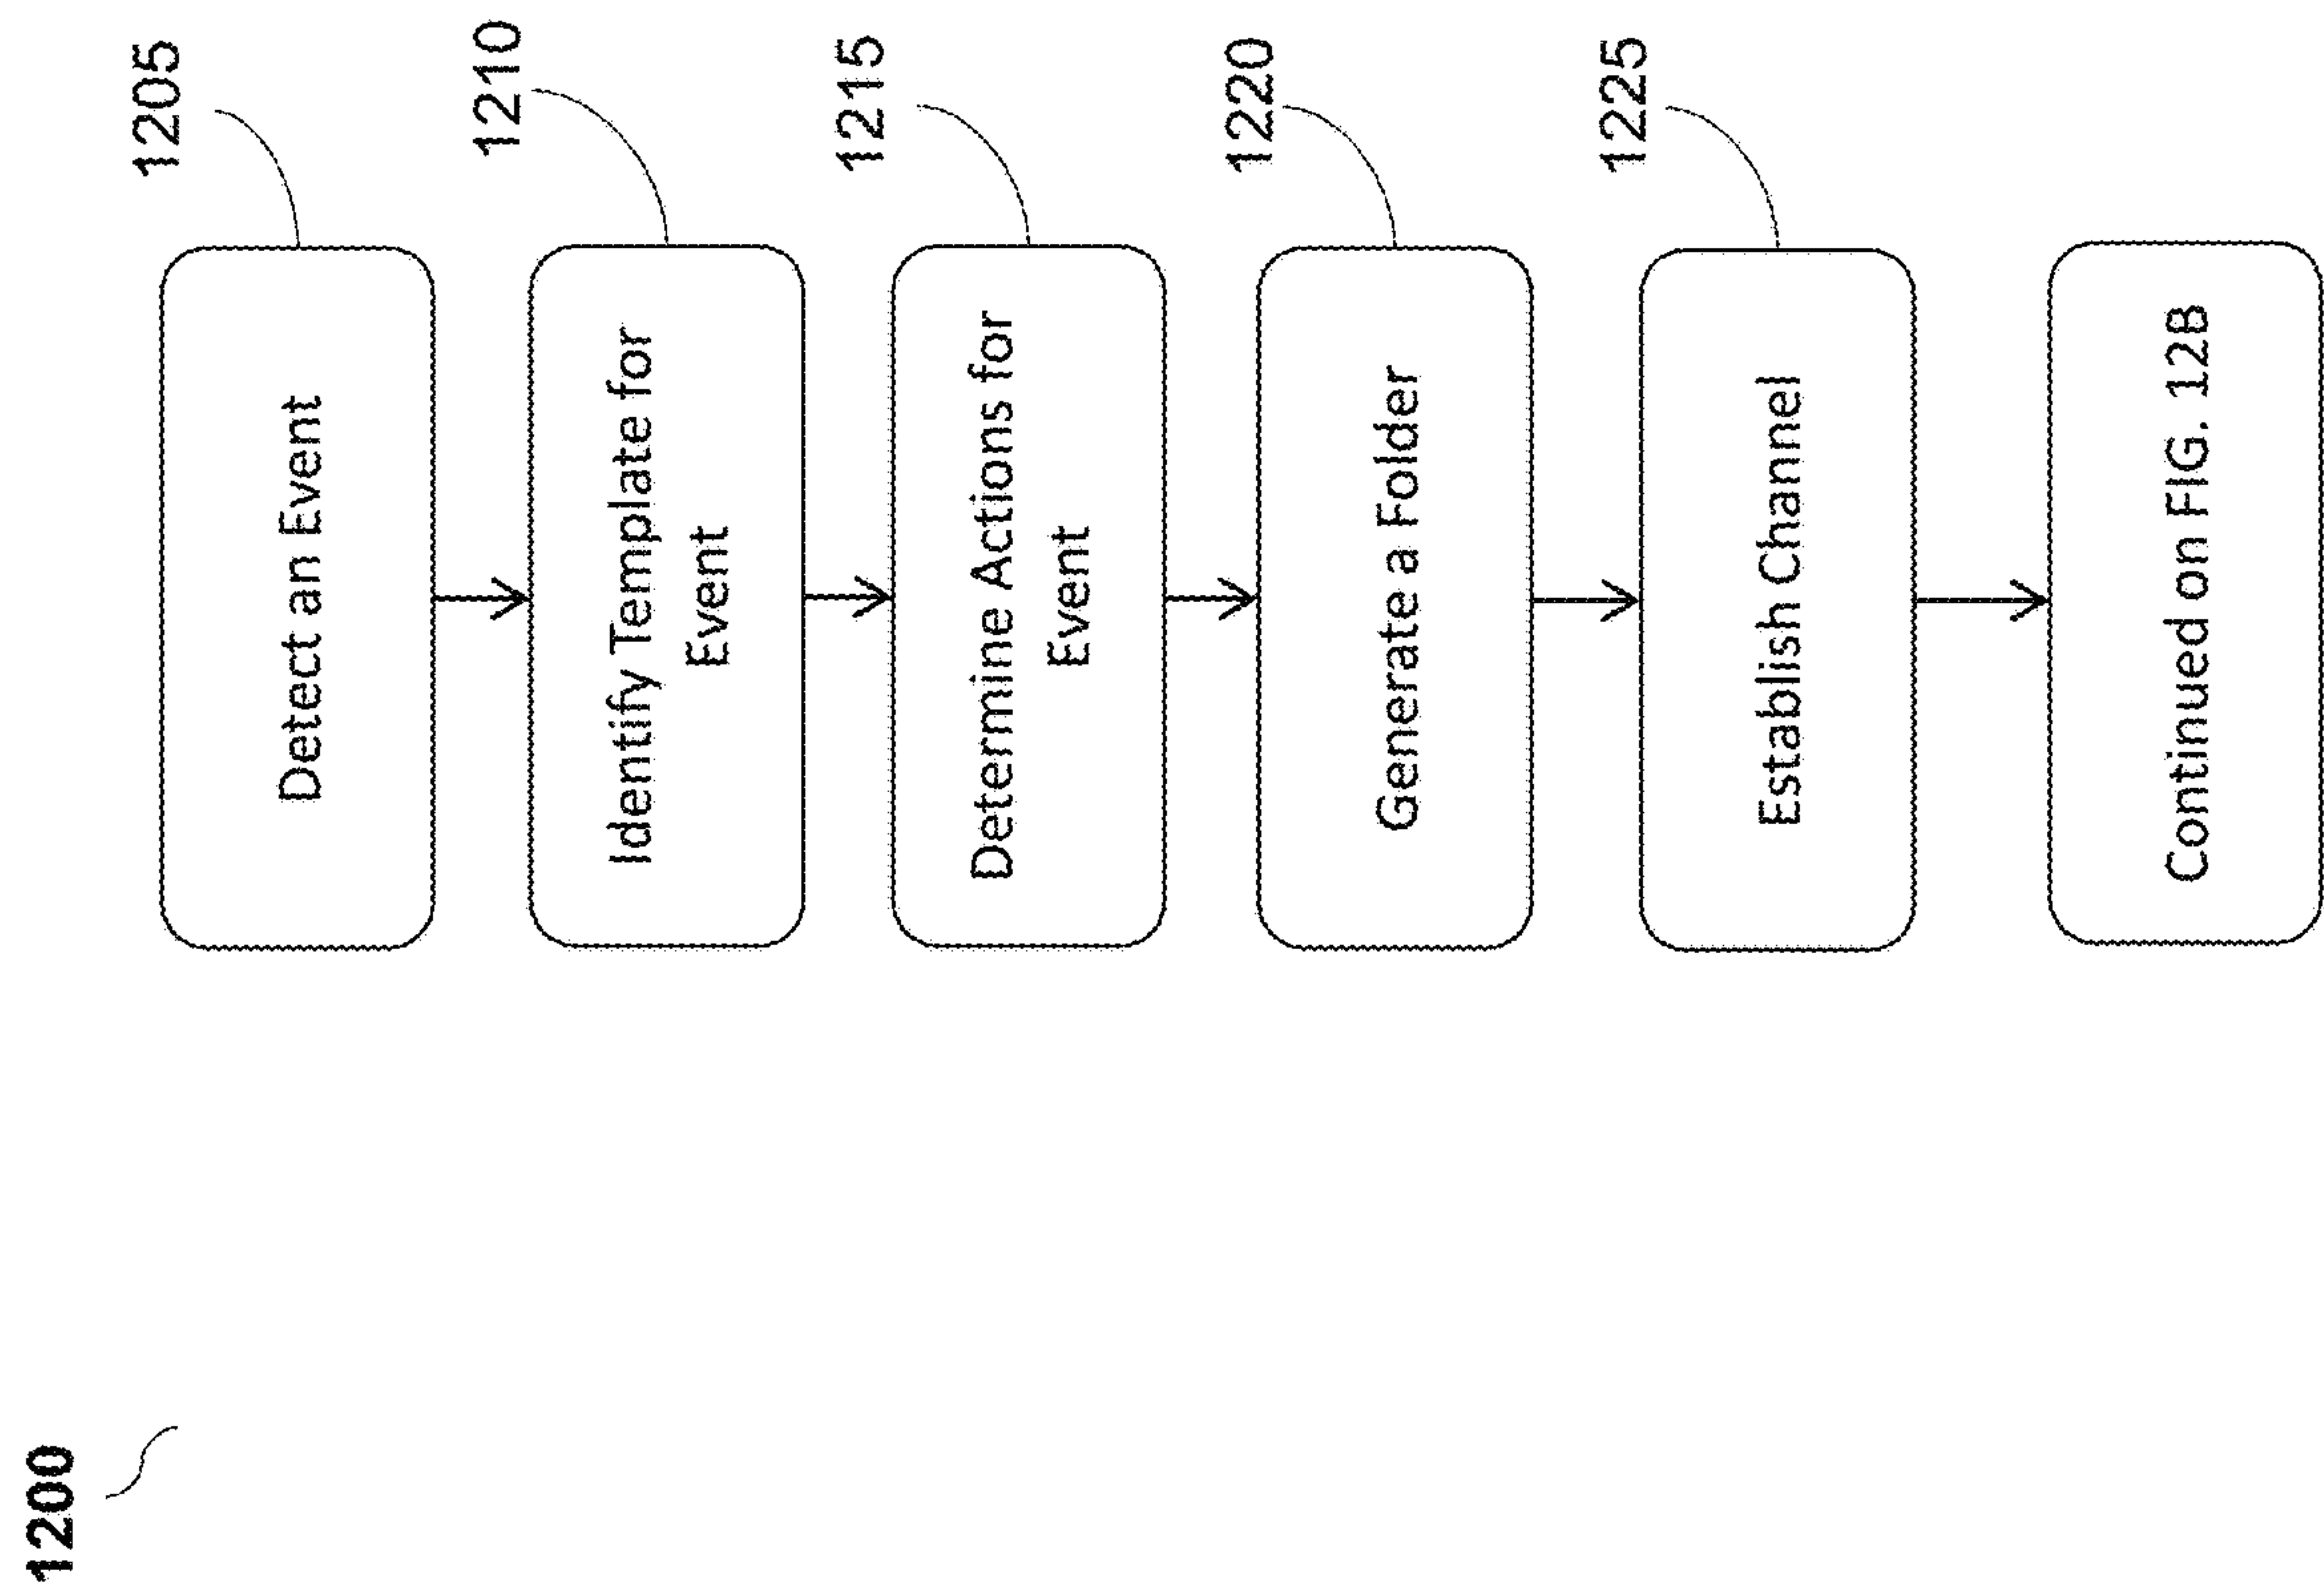 1200
Detect an Event
1205
Identify Template for
Event
1210
Determine Actions for
Event
1215
Generate a Folder
1220
Establish Channel
1225
Continued on FIG. 12B